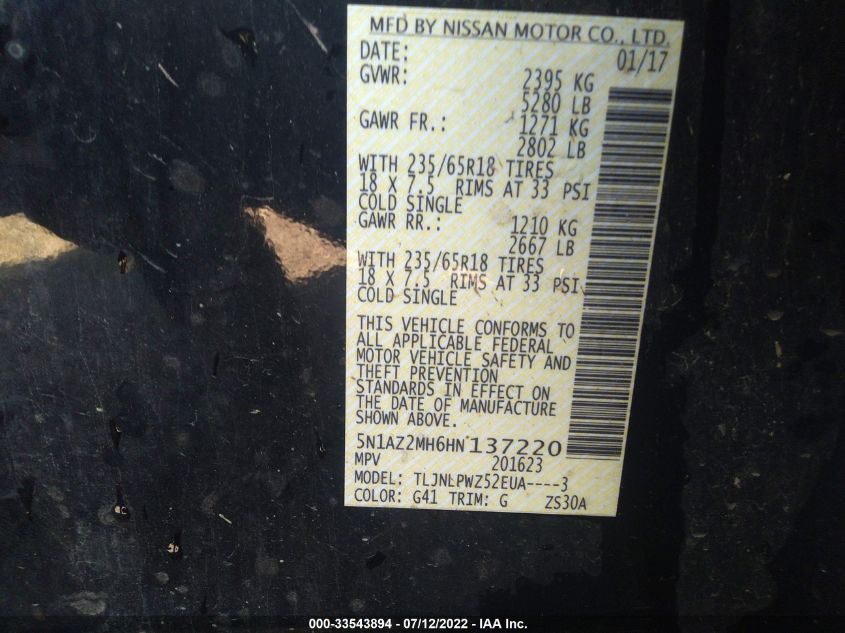 MFD BY NISSAN MOTOR CO., LTD.
DATE: 01/17
GVWR: 2395 KG
5280 LB
GAWR FR.: 1271 KG
2802 LB
WITH 235/65R18 TIRES
18 X 7.5 RIMS AT 33 PSI
COLD SINGLE
GAWR RR.: 1210 KG
2667 LB
WITH 235/65R18 TIRES
18 X 7.5 RIMS AT 33 PSI
COLD SINGLE
THIS VEHICLE CONFORMS TO
ALL APPLICABLE FEDERAL
MOTOR VEHICLE SAFETY AND
THEFT PREVENTION
STANDARDS IN EFFECT ON
THE DATE OF MANUFACTURE
SHOWN ABOVE.
5N1AZ2MH6HN*137220
MPV 201623
MODEL: TLJNLPWZ52EUA----3
COLOR: G41 TRIM: G ZS30A
000-33543894 - 07/12/2022 - IAA Inc.